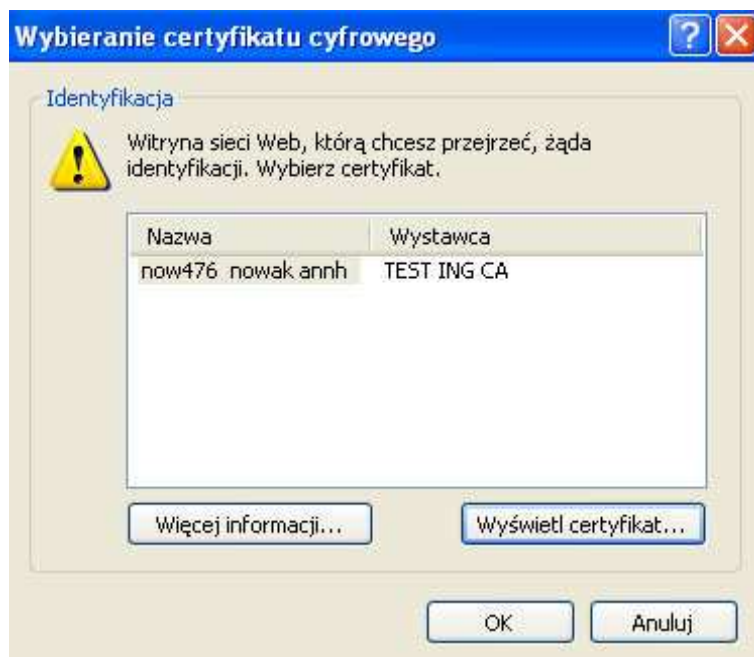 Wybieranie certyfikatu cyfrowego
Identyfikacja
Witryna sieci Web, którą chcesz przejrzeć, żąda
identyfikacji. Wybierz certyfikat.
Nazwa Wystawca
now476 nowak annh TEST ING CA
Więcej informacji... Wyświetl certyfikat...
OK Anuluj